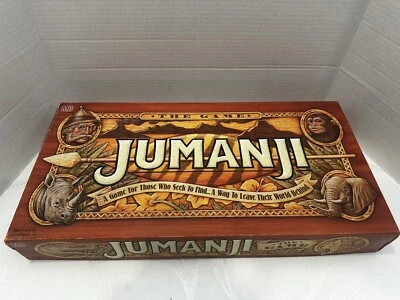 THE GAME
JUMANJI
A Game For Those Who Seek To Find... A Way To Leave Their World Behind
JUMANJI